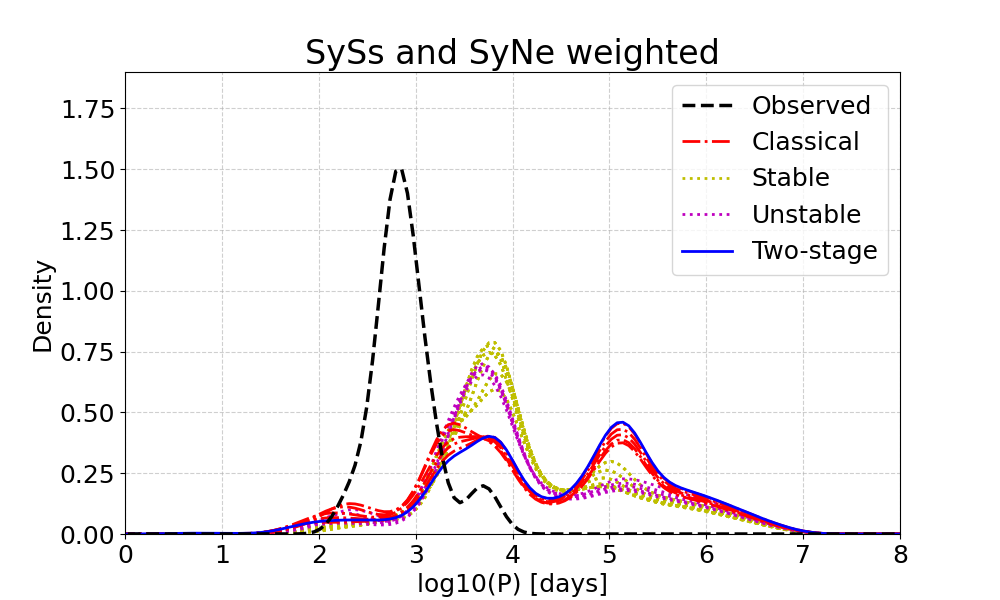 SySs and SyNe weighted
1.75
1.50
1.25
1.00
0.75
0.50
0.25
0.00
Density
Observed
Classical
Stable
Unstable
Two-stage
0 1 2 3 4 5 6 7 8
log10(P) [days]